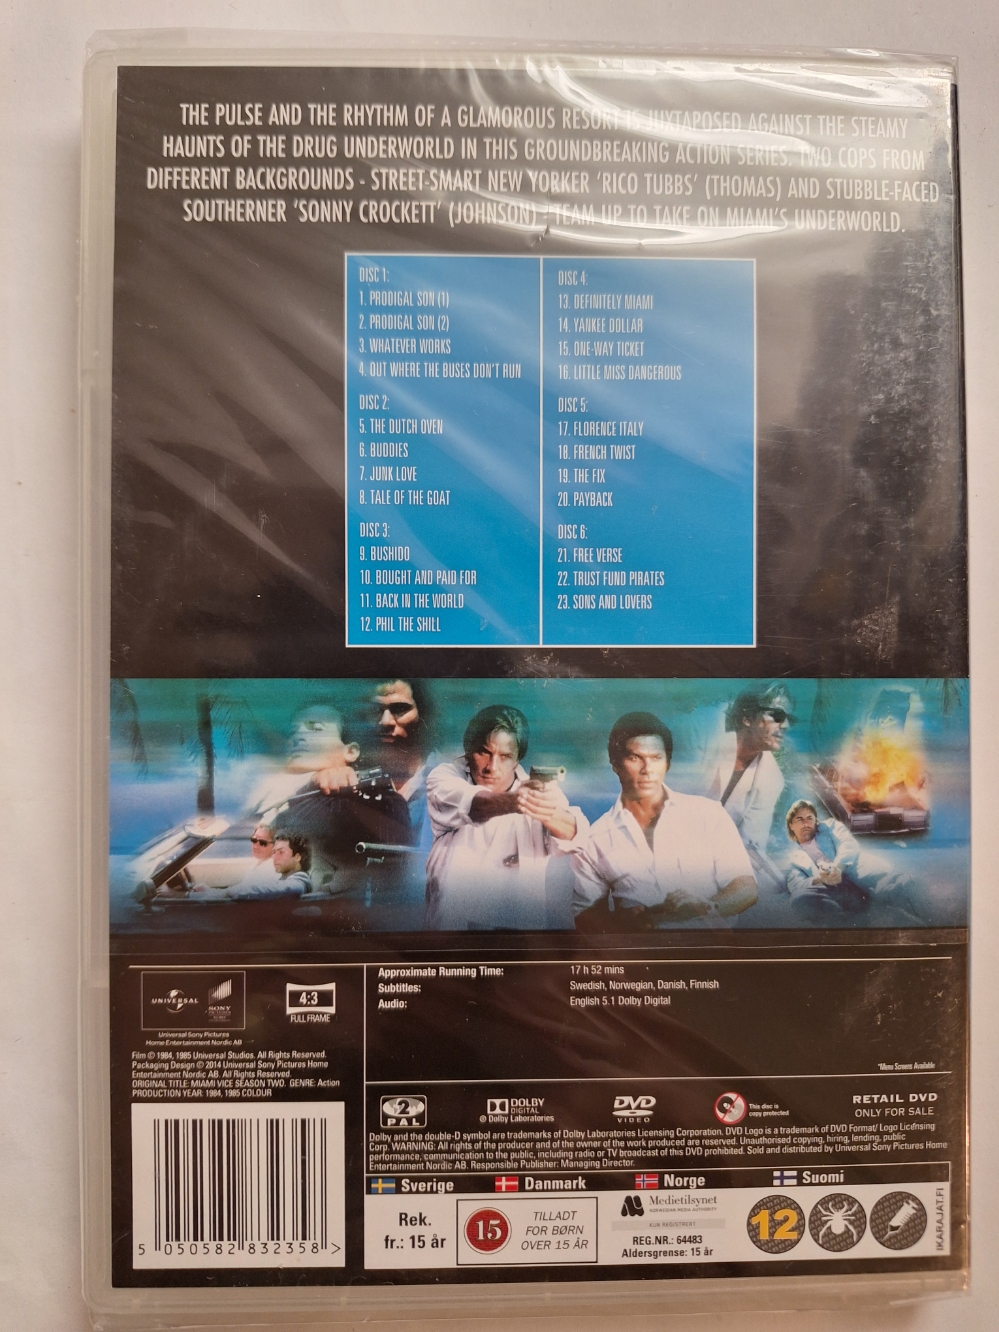 THE PULSE AND THE RHYTHM OF A GLAMOROUS RESORT IS JUXTAPOSED AGAINST THE STEAMY
HAUNTS OF THE DRUG UNDERWORLD IN THIS GROUNDBREAKING ACTION SERIES. TWO COPS FROM
DIFFERENT BACKGROUNDS - STREET-SMART NEW YORKER 'RICO TUBBS' (THOMAS) AND STUBBLE-FACED
SOUTHERNER 'SONNY CROCKETT' (JOHNSON) - TEAM UP TO TAKE ON MIAMI'S UNDERWORLD.
DISC 1:
1. PRODIGAL SON (1)
2. PRODIGAL SON (2)
3. WHATEVER WORKS
4. OUT WHERE THE BUSES DON'T RUN
DISC 2:
5. THE DUTCH OVEN
6. BUDDIES
7. JUNK LOVE
8. TALE OF THE GOAT
DISC 3:
9. BUSHIDO
10. BOUGHT AND PAID FOR
11. BACK IN THE WORLD
12. PHIL THE SHILL
DISC 4:
13. DEFINITELY MIAMI
14. YANKEE DOLLAR
15. ONE-WAY TICKET
16. LITTLE MISS DANGEROUS
DISC 5:
17. FLORENCE ITALY
18. FRENCH TWIST
19. THE FIX
20. PAYBACK
DISC 6:
21. FREE VERSE
22. TRUST FUND PIRATES
23. SONS AND LOVERS
UNIVERSAL
SONY
Universal Sony Pictures
Home Entertainment Nordic AB
4:3
FULL FRAME
Film © 1984, 1985 Universal Studios. All Rights Reserved.
Packaging Design © 2014 Universal Sony Pictures Home
Entertainment Nordic AB. All Rights Reserved.
ORIGINAL TITLE: MIAMI VICE SEASON TWO. GENRE: Action
PRODUCTION YEAR: 1984, 1985 COLOUR
5 050582 832358 >
Approximate Running Time: 17 h 52 mins
Subtitles: Swedish, Norwegian, Danish, Finnish
Audio: English 5.1 Dolby Digital
*Menu Screens Available
2
PAL
DOLBY
DIGITAL
© Dolby Laboratories
DVD
VIDEO
This disc is
copy protected
RETAIL DVD
ONLY FOR SALE
Dolby and the double-D symbol are trademarks of Dolby Laboratories Licensing Corporation. DVD Logo is a trademark of DVD Format/ Logo Licensing
Corp. WARNING: All rights of the producer and of the owner of the work produced are reserved. Unauthorised copying, hiring, lending, public
performance, communication to the public, including radio or TV broadcast of this DVD prohibited. Sold and distributed by Universal Sony Pictures Home
Entertainment Nordic AB. Responsible Publisher: Managing Director.
Sverige
Danmark
Norge
Suomi
Rek.
fr.: 15 år
15
TILLADT
FOR BØRN
OVER 15 ÅR
Medietilsynet
NORWEGIAN MEDIA AUTHORITY
KUN REGISTRERT
REG.NR.: 64483
Aldersgrense: 15 år
12
IKARAJAT.FI